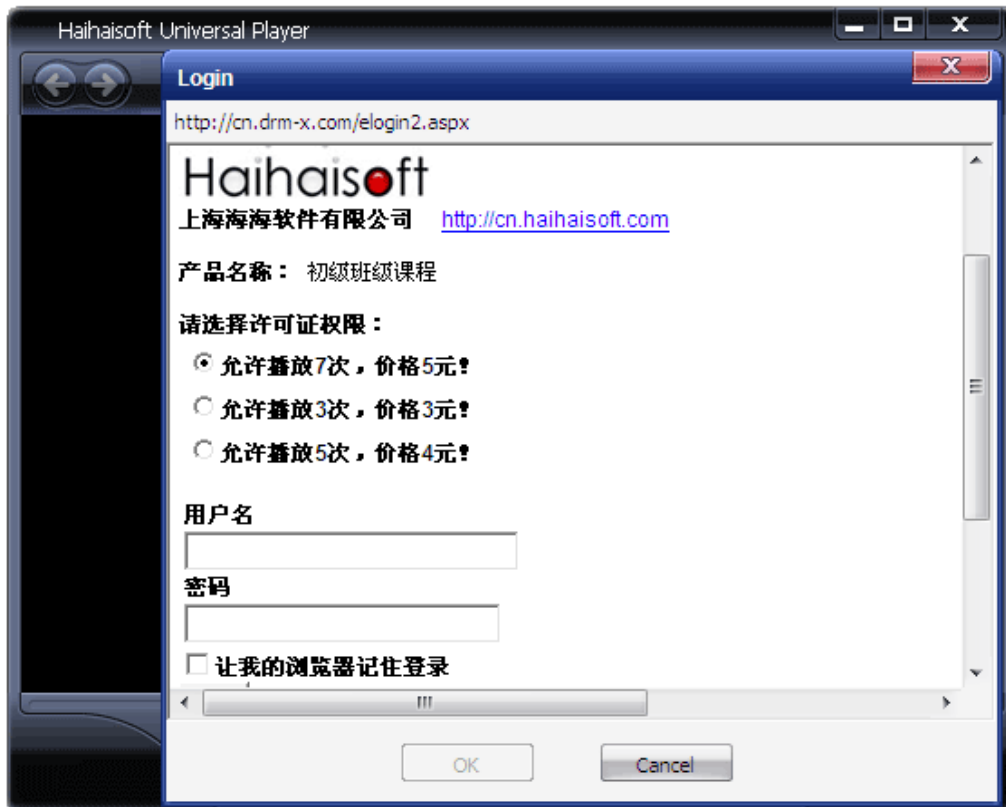 Haihaisoft Universal Player
Login
http://cn.drm-x.com/elogin2.aspx
Haihaisoft
上海海海软件有限公司 http://cn.haihaisoft.com
产品名称： 初级班级课程
请选择许可证权限：
允许播放7次，价格5元！
允许播放3次，价格3元！
允许播放5次，价格4元！
用户名
密码
让我的浏览器记住登录
OK Cancel